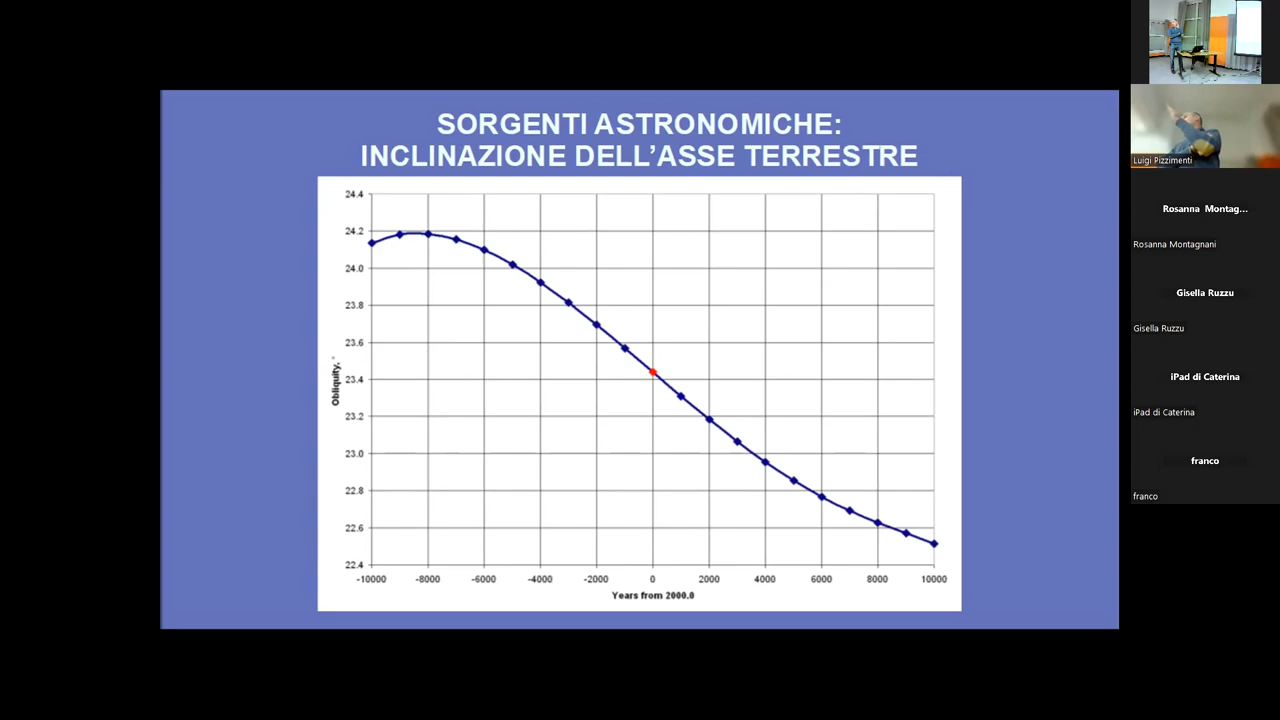 SORGENTI ASTRONOMICHE:
INCLINAZIONE DELL'ASSE TERRESTRE
24.4
24.2
24.0
23.8
23.6
23.4
23.2
23.0
22.8
22.6
22.4
Obliquity, °
-10000 -8000 -6000 -4000 -2000 0 2000 4000 6000 8000 10000
Years from 2000.0
Luigi Pizzimenti
Rosanna Montag...
Rosanna Montagnani
Gisella Ruzzu
Gisella Ruzzu
iPad di Caterina
iPad di Caterina
franco
franco